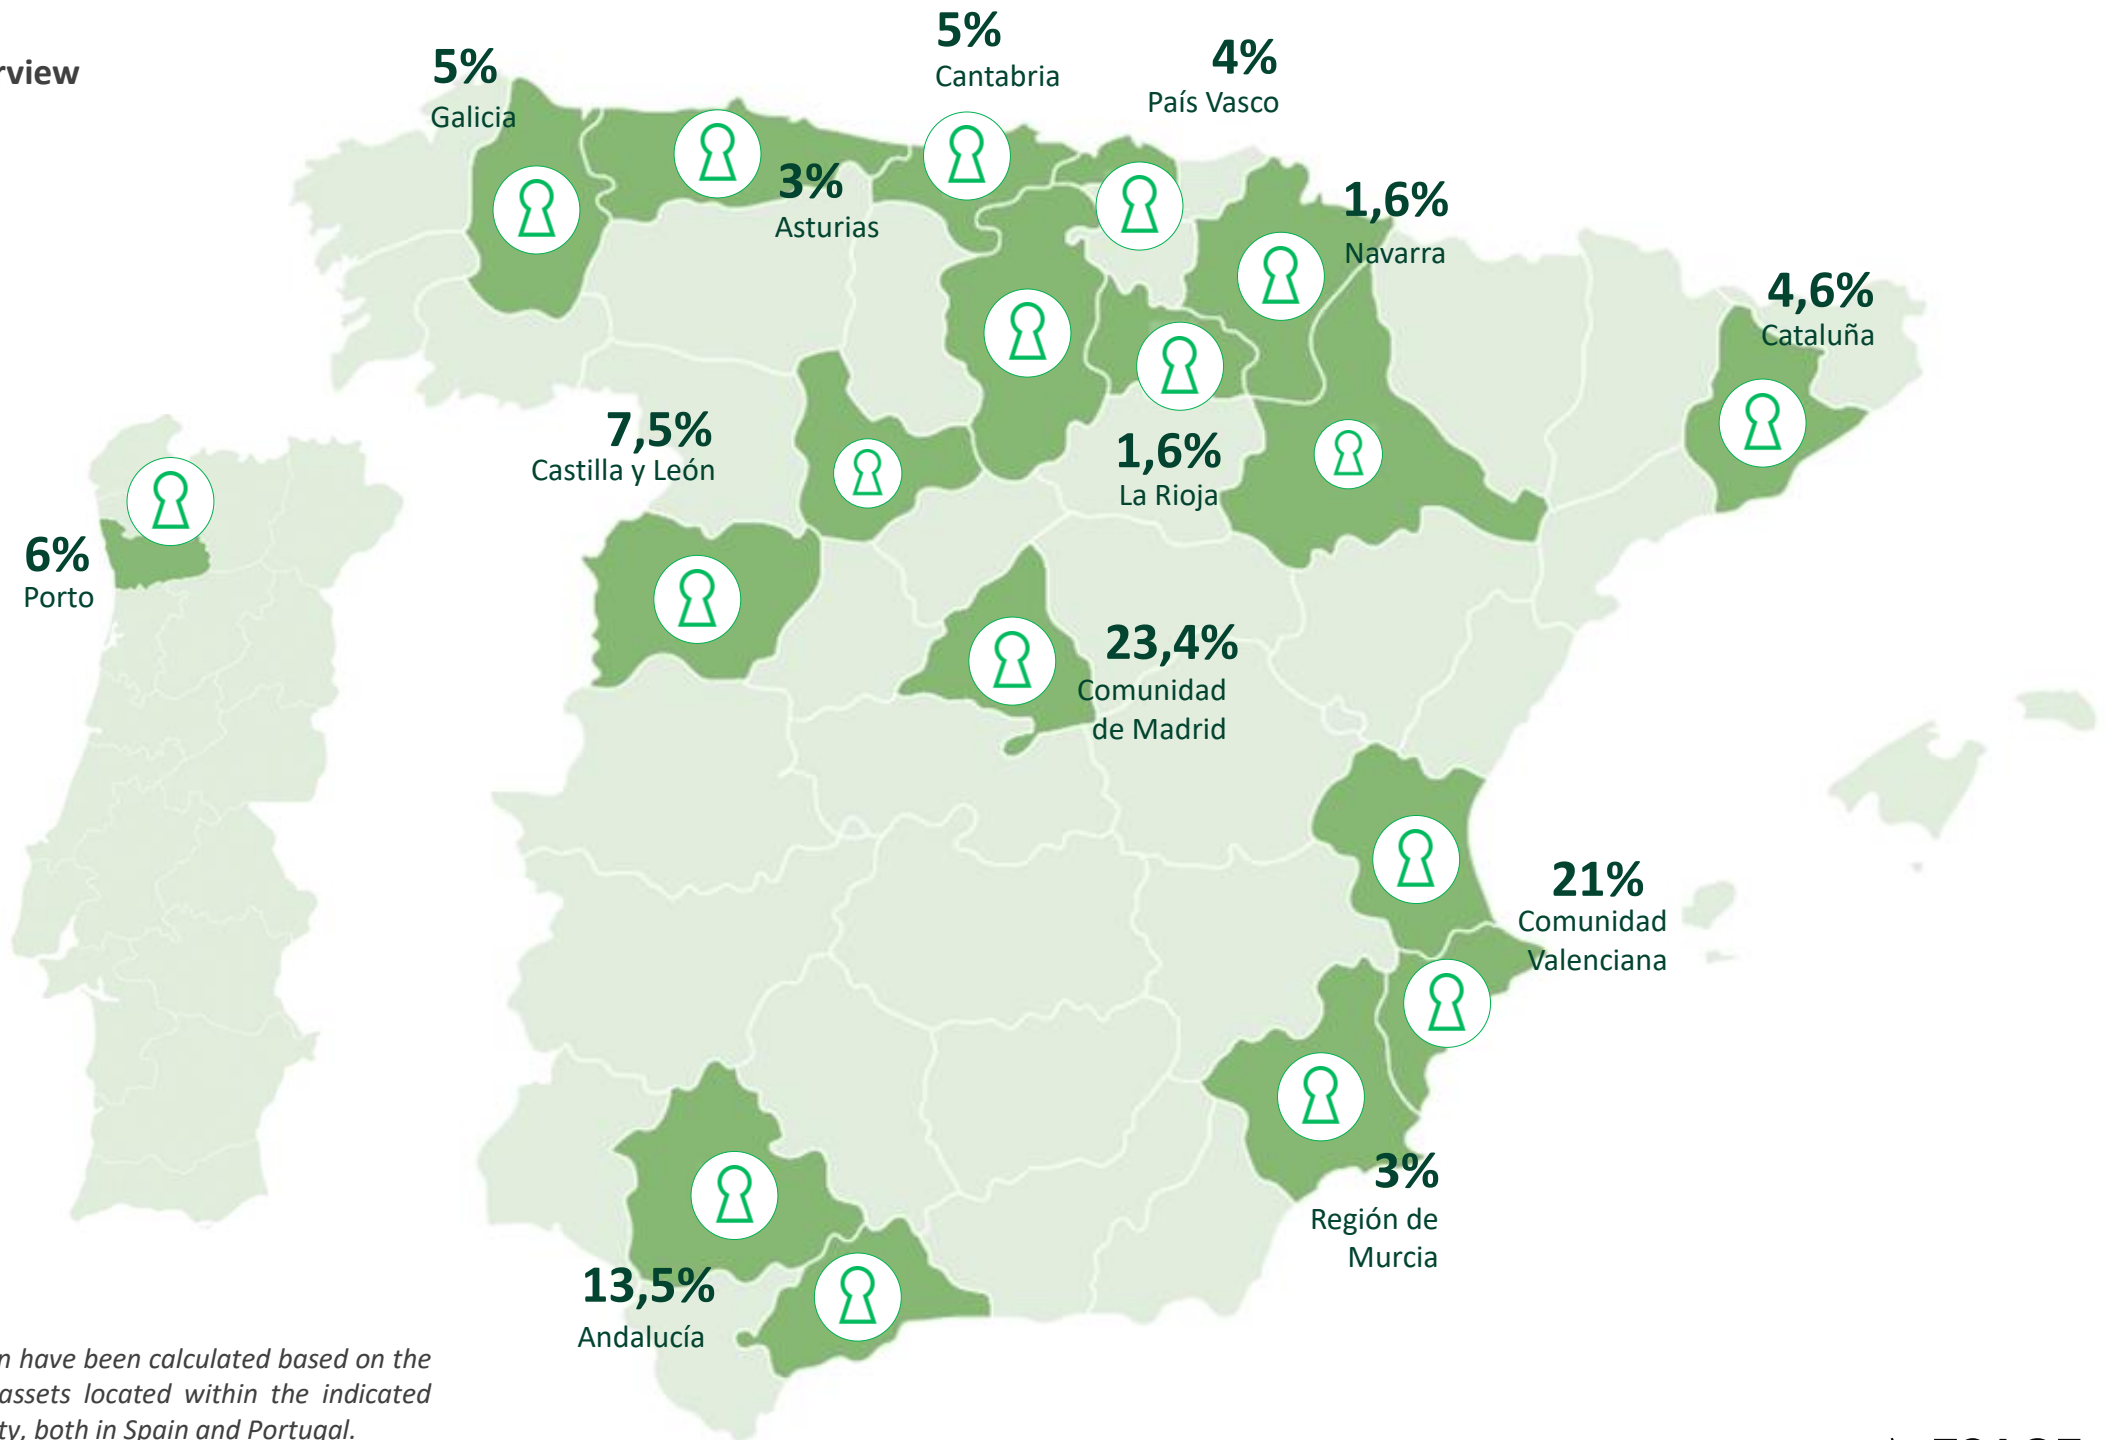 5%
Cantabria
4%
País Vasco
5%
Galicia
3%
Asturias
1,6%
Navarra
4,6%
Cataluña
7,5%
Castilla y León
1,6%
La Rioja
6%
Porto
23,4%
Comunidad
de Madrid
21%
Comunidad
Valenciana
3%
Región de
Murcia
13,5%
Andalucía
have been calculated based on the
assets located within the indicated
both in Spain and Portugal.